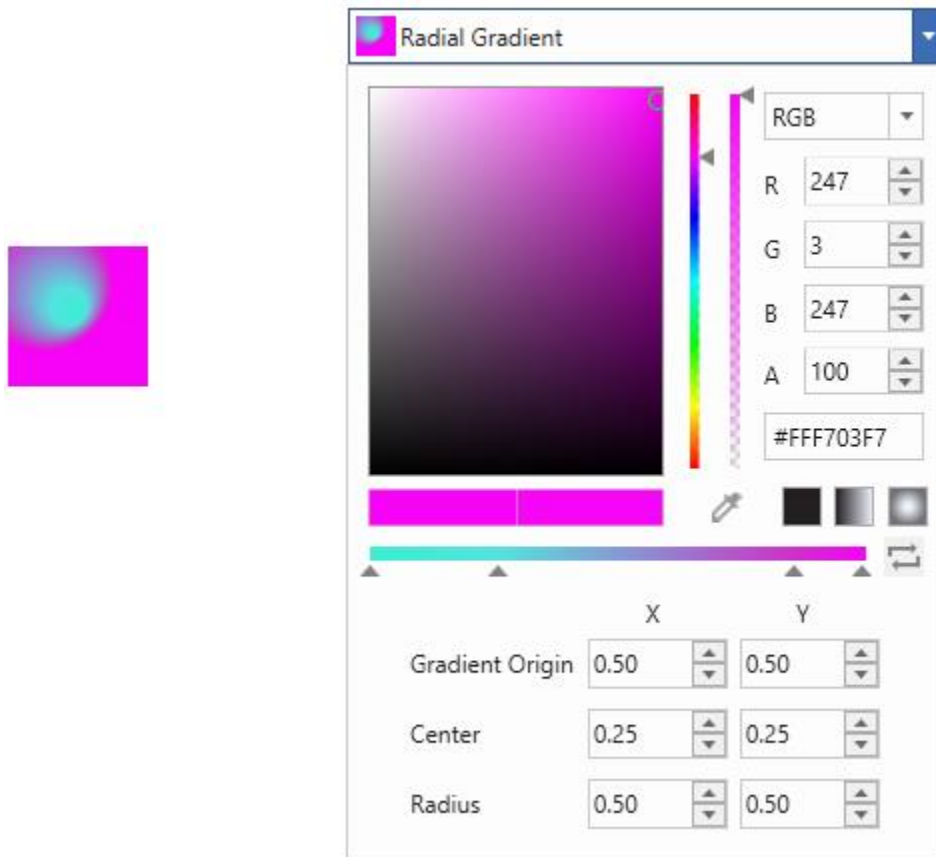 Radial Gradient
RGB
R 247
G 3
B 247
A 100
#FFF703F7
X Y
Gradient Origin 0.50 0.50
Center 0.25 0.25
Radius 0.50 0.50